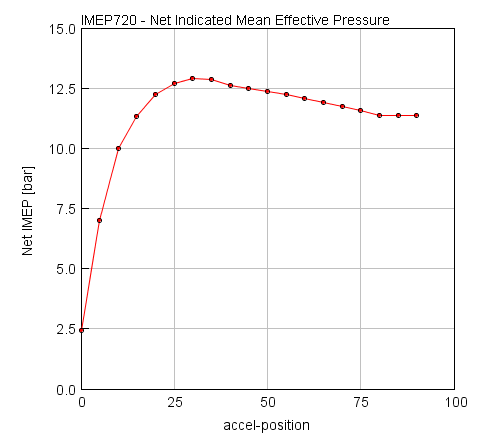 IMEP720 - Net Indicated Mean Effective Pressure
15.0
12.5
10.0
7.5
5.0
2.5
0.0
Net IMEP [bar]
0 25 50 75 100
accel-position